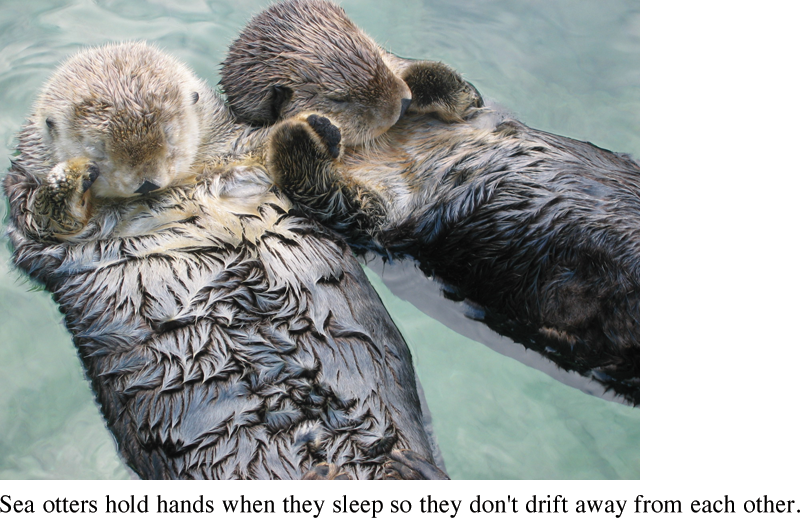 Sea otters hold hands when they sleep so they don't drift away from each other.